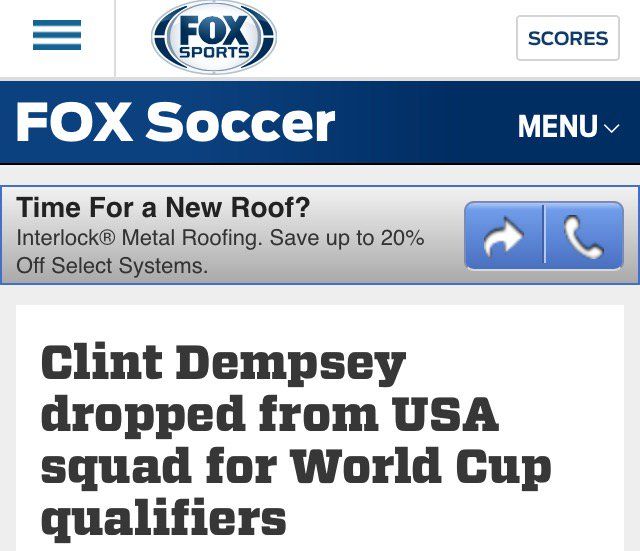 FOX
SPORTS
SCORES
FOX Soccer
MENU
Time For a New Roof?
Interlock® Metal Roofing. Save up to 20%
Off Select Systems.
Clint Dempsey
dropped from USA
squad for World Cup
qualifiers